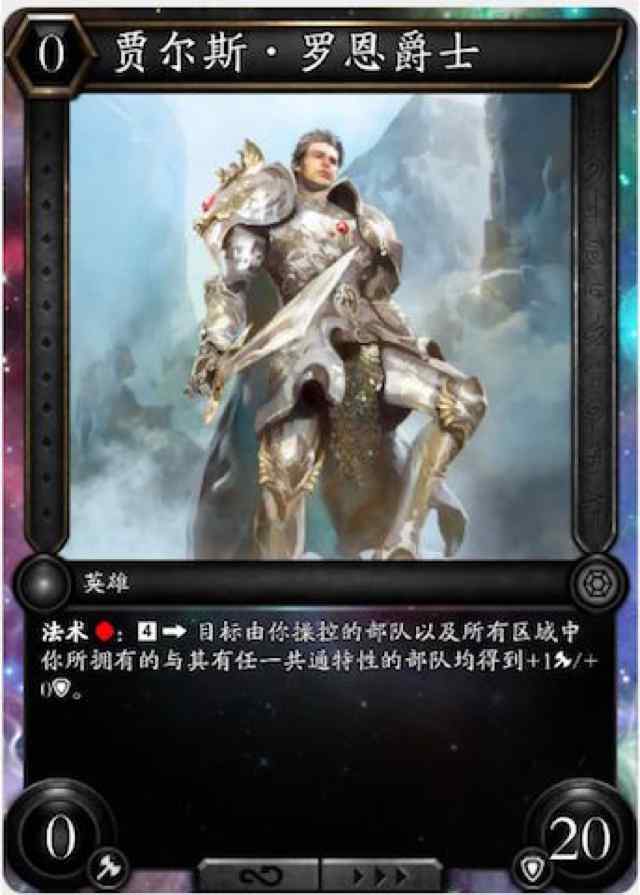 0
贾尔斯·罗恩爵士
英雄
法术 : 4 ➡ 目标由你操控的部队以及所有区域中
你所拥有的与其有任一共通特性的部队均得到+1/+
0。
0
20